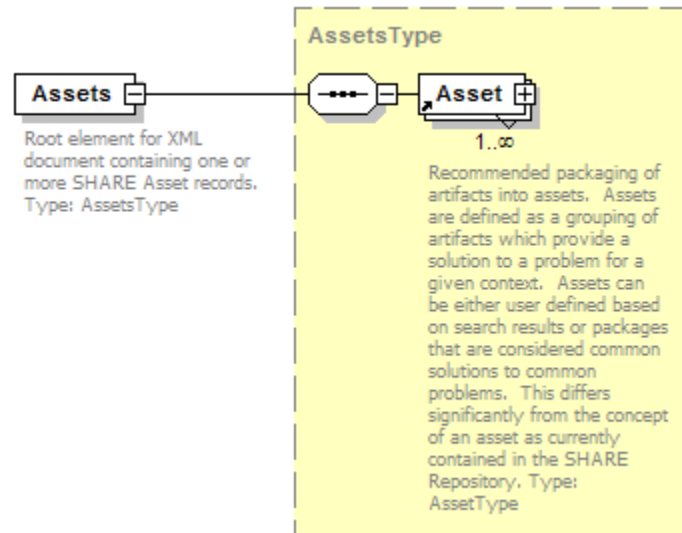 AssetsType
Assets
Asset
1..∞
Root element for XML
document containing one or
more SHARE Asset records.
Type: AssetsType
Recommended packaging of
artifacts into assets.  Assets
are defined as a grouping of
artifacts which provide a
solution to a problem for a
given context.  Assets can
be either user defined based
on search results or packages
that are considered common
solutions to common
problems.  This differs
significantly from the concept
of an asset as currently
contained in the SHARE
Repository. Type:
AssetType